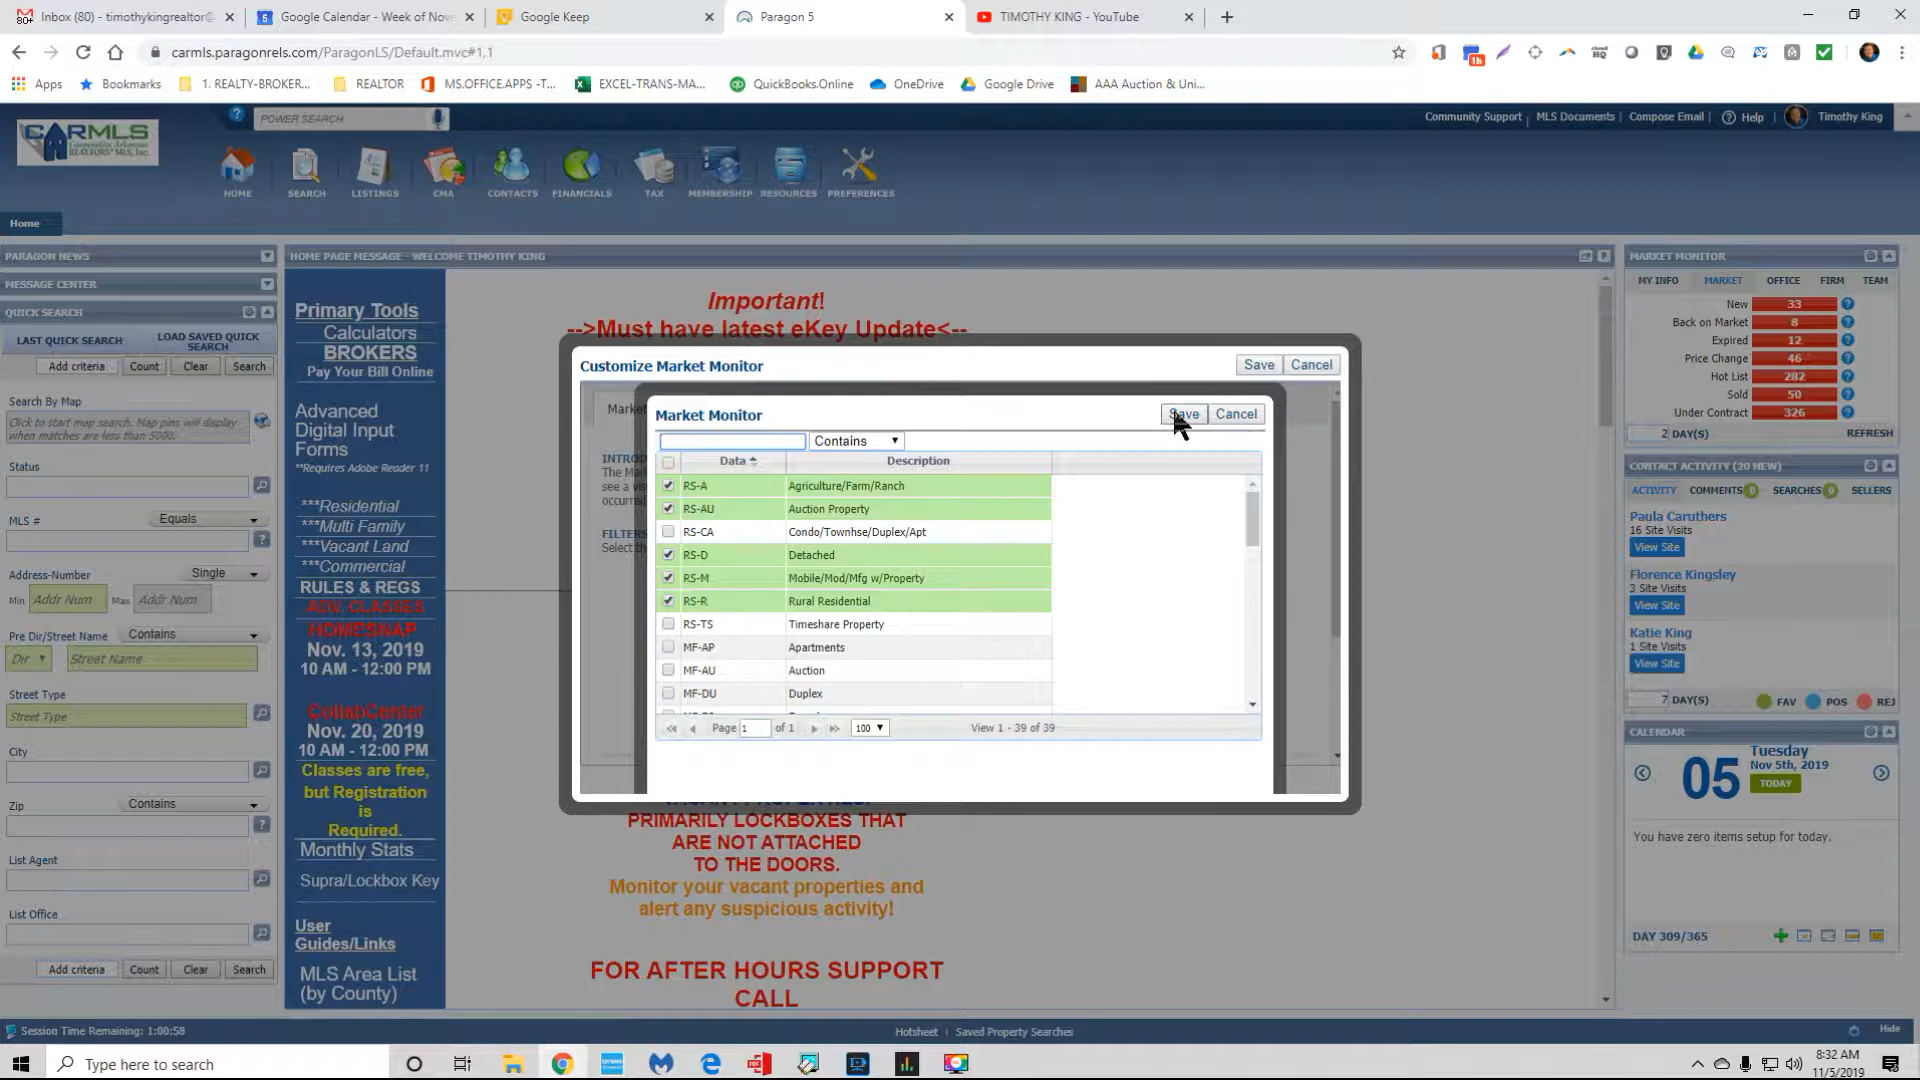 Inbox (80) - timothykingrealtor@
Google Calendar - Week of Nov
Google Keep
Paragon 5
TIMOTHY KING - YouTube
carmls.paragonrels.com/ParagonLS/Default.mvc#1,1
Apps
Bookmarks
1. REALTY-BROKER...
REALTOR
MS.OFFICE.APPS -T...
EXCEL-TRANS-MA...
QuickBooks.Online
OneDrive
Google Drive
AAA Auction & Uni...
CARMLS
POWER SEARCH
Community Support
MLS Documents
Compose Email
Help
Timothy King
HOME
SEARCH
LISTINGS
CMA
CONTACTS
FINANCIALS
TAX
MEMBERSHIP
RESOURCES
PREFERENCES
Home
PARAGON NEWS
MESSAGE CENTER
QUICK SEARCH
LAST QUICK SEARCH
LOAD SAVED QUICK SEARCH
Add criteria
Count
Clear
Search
Search By Map
Click to start map search. Map pins will display
when matches are less than 5000.
Status
MLS #
Equals
Address-Number
Single
Min
Addr Num
Max
Addr Num
Pre Dir/Street Name
Contains
Dir
Street Name
Street Type
Street Type
City
Zip
Contains
List Agent
List Office
Add criteria
Count
Clear
Search
HOME PAGE MESSAGE - WELCOME TIMOTHY KING
Primary Tools
Calculators
BROKERS
Pay Your Bill Online
Advanced
Digital Input
Forms
**Requires Adobe Reader 11
***Residential
***Multi Family
***Vacant Land
***Commercial
RULES & REGS
ADV. CLASSES
HOMESNAP
Nov. 13, 2019
10 AM - 12:00 PM
CollabCenter
Nov. 20, 2019
10 AM - 12:00 PM
Classes are free,
but Registration
is
Required.
Monthly Stats
Supra/Lockbox Key
User
Guides/Links
MLS Area List
(by County)
Important!
-->Must have latest eKey Update<--
Customize Market Monitor
Save
Cancel
Market Monitor
Save
Cancel
Contains
Data
Description
RS-A Agriculture/Farm/Ranch
RS-AU Auction Property
RS-CA Condo/Townhse/Duplex/Apt
RS-D Detached
RS-M Mobile/Mod/Mfg w/Property
RS-R Rural Residential
RS-TS Timeshare Property
MF-AP Apartments
MF-AU Auction
MF-DU Duplex
Page 1 of 1
100
View 1 - 39 of 39
PRIMARILY LOCKBOXES THAT
ARE NOT ATTACHED
TO THE DOORS.
Monitor your vacant properties and
alert any suspicious activity!
FOR AFTER HOURS SUPPORT
CALL
MARKET MONITOR
MY INFO
MARKET
OFFICE
FIRM
TEAM
New 33
Back on Market 8
Expired 12
Price Change 46
Hot List 282
Sold 50
Under Contract 326
2 DAY(S)
REFRESH
CONTACT ACTIVITY (20 NEW)
ACTIVITY
COMMENTS 0
SEARCHES 0
SELLERS
Paula Caruthers
16 Site Visits
View Site
Florence Kingsley
3 Site Visits
View Site
Katie King
1 Site Visits
View Site
7 DAY(S)
FAV
POS
REJ
CALENDAR
05
Tuesday
Nov 5th, 2019
TODAY
You have zero items setup for today.
DAY 309/365
Session Time Remaining: 1:00:58
Hotsheet | Saved Property Searches
Hide
Type here to search
8:32 AM
11/5/2019